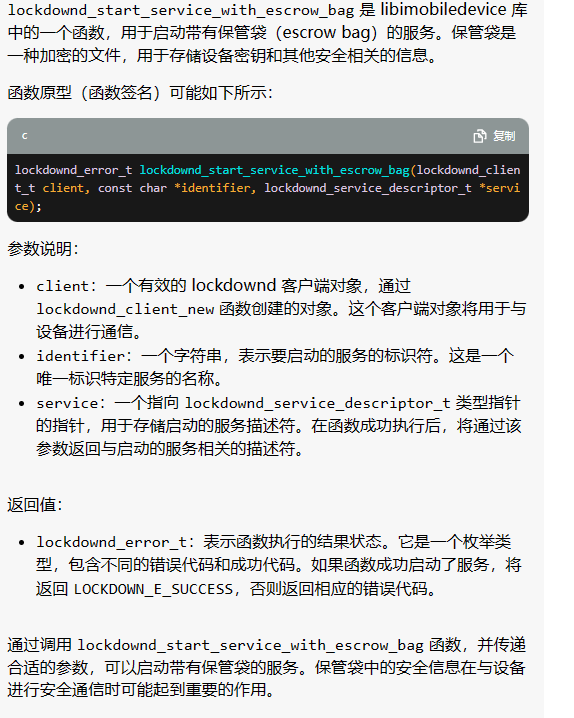 lockdownd_start_service_with_escrow_bag 是 libimobiledevice 库
中的一个函数，用于启动带有保管袋（escrow bag）的服务。保管袋是
一种加密的文件，用于存储设备密钥和其他安全相关的信息。
函数原型（函数签名）可能如下所示：
c 复制
lockdownd_error_t lockdownd_start_service_with_escrow_bag(lockdownd_clien
t_t client, const char *identifier, lockdownd_service_descriptor_t *servi
ce);
参数说明：
• client：一个有效的 lockdownd 客户端对象，通过
lockdownd_client_new 函数创建的对象。这个客户端对象将用于与
设备进行通信。
• identifier：一个字符串，表示要启动的服务的标识符。这是一个
唯一标识特定服务的名称。
• service：一个指向 lockdownd_service_descriptor_t 类型指针
的指针，用于存储启动的服务描述符。在函数成功执行后，将通过该
参数返回与启动的服务相关的描述符。
返回值：
• lockdownd_error_t：表示函数执行的结果状态。它是一个枚举类
型，包含不同的错误代码和成功代码。如果函数成功启动了服务，将
返回 LOCKDOWN_E_SUCCESS，否则返回相应的错误代码。
通过调用 lockdownd_start_service_with_escrow_bag 函数，并传递
合适的参数，可以启动带有保管袋的服务。保管袋中的安全信息在与设备
进行安全通信时可能起到重要的作用。